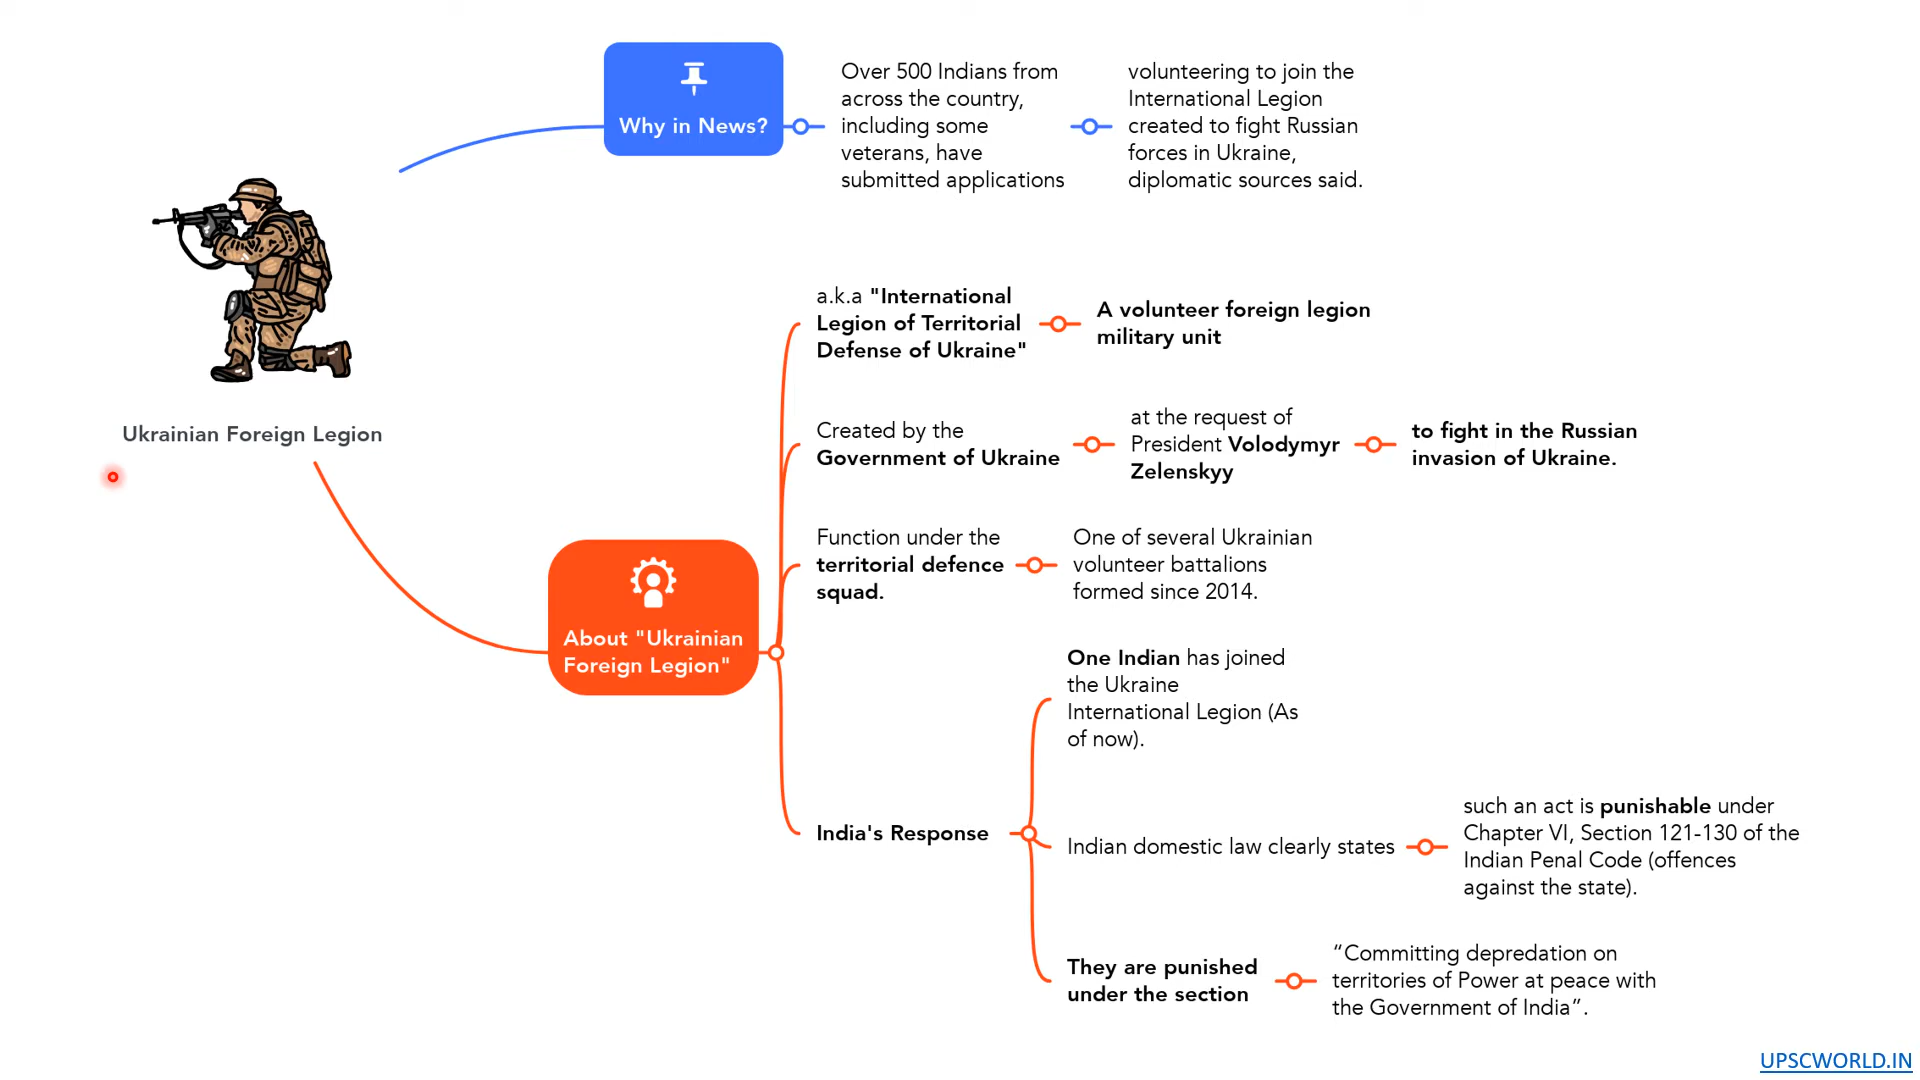 Why in News?
Over 500 Indians from
across the country,
including some
veterans, have
submitted applications
volunteering to join the
International Legion
created to fight Russian
forces in Ukraine,
diplomatic sources said.
Ukrainian Foreign Legion
About "Ukrainian
Foreign Legion"
a.k.a "International
Legion of Territorial
Defense of Ukraine"
A volunteer foreign legion
military unit
Created by the
Government of Ukraine
at the request of
President Volodymyr
Zelenskyy
to fight in the Russian
invasion of Ukraine.
Function under the
territorial defence
squad.
One of several Ukrainian
volunteer battalions
formed since 2014.
India's Response
One Indian has joined
the Ukraine
International Legion (As
of now).
Indian domestic law clearly states
such an act is punishable under
Chapter VI, Section 121-130 of the
Indian Penal Code (offences
against the state).
They are punished
under the section
“Committing depredation on
territories of Power at peace with
the Government of India”.
UPSCWORLD.IN